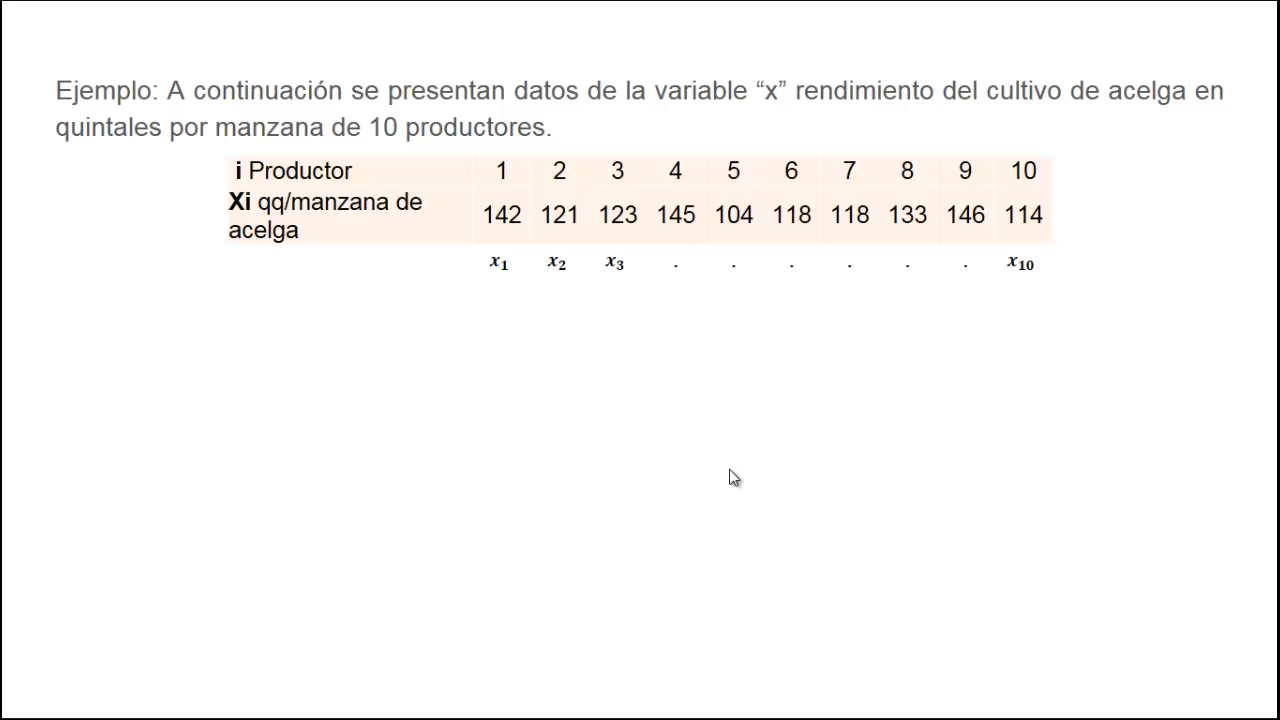 Ejemplo: A continuación se presentan datos de la variable “x” rendimiento del cultivo de acelga en
quintales por manzana de 10 productores.
i Productor 1 2 3 4 5 6 7 8 9 10
Xi qq/manzana de
acelga 142 121 123 145 104 118 118 133 146 114
x₁ x₂ x₃ . . . . . . x₁₀